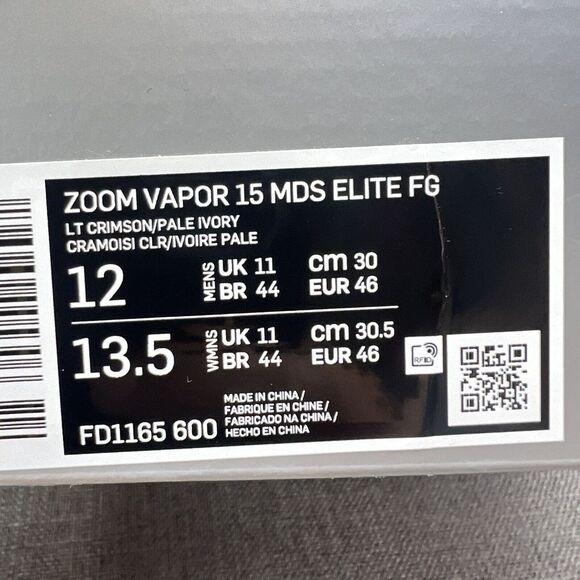 ZOOM VAPOR 15 MDS ELITE FG
LT CRIMSON/PALE IVORY
CRAMOISI CLR/IVOIRE PALE
12 MENS UK 11 cm 30
BR 44 EUR 46
13.5 WMNS UK 11 cm 30.5
BR 44 EUR 46
RFID
FD1165 600
MADE IN CHINA /
FABRIQUE EN CHINE /
FABRICADO NA CHINA /
HECHO EN CHINA